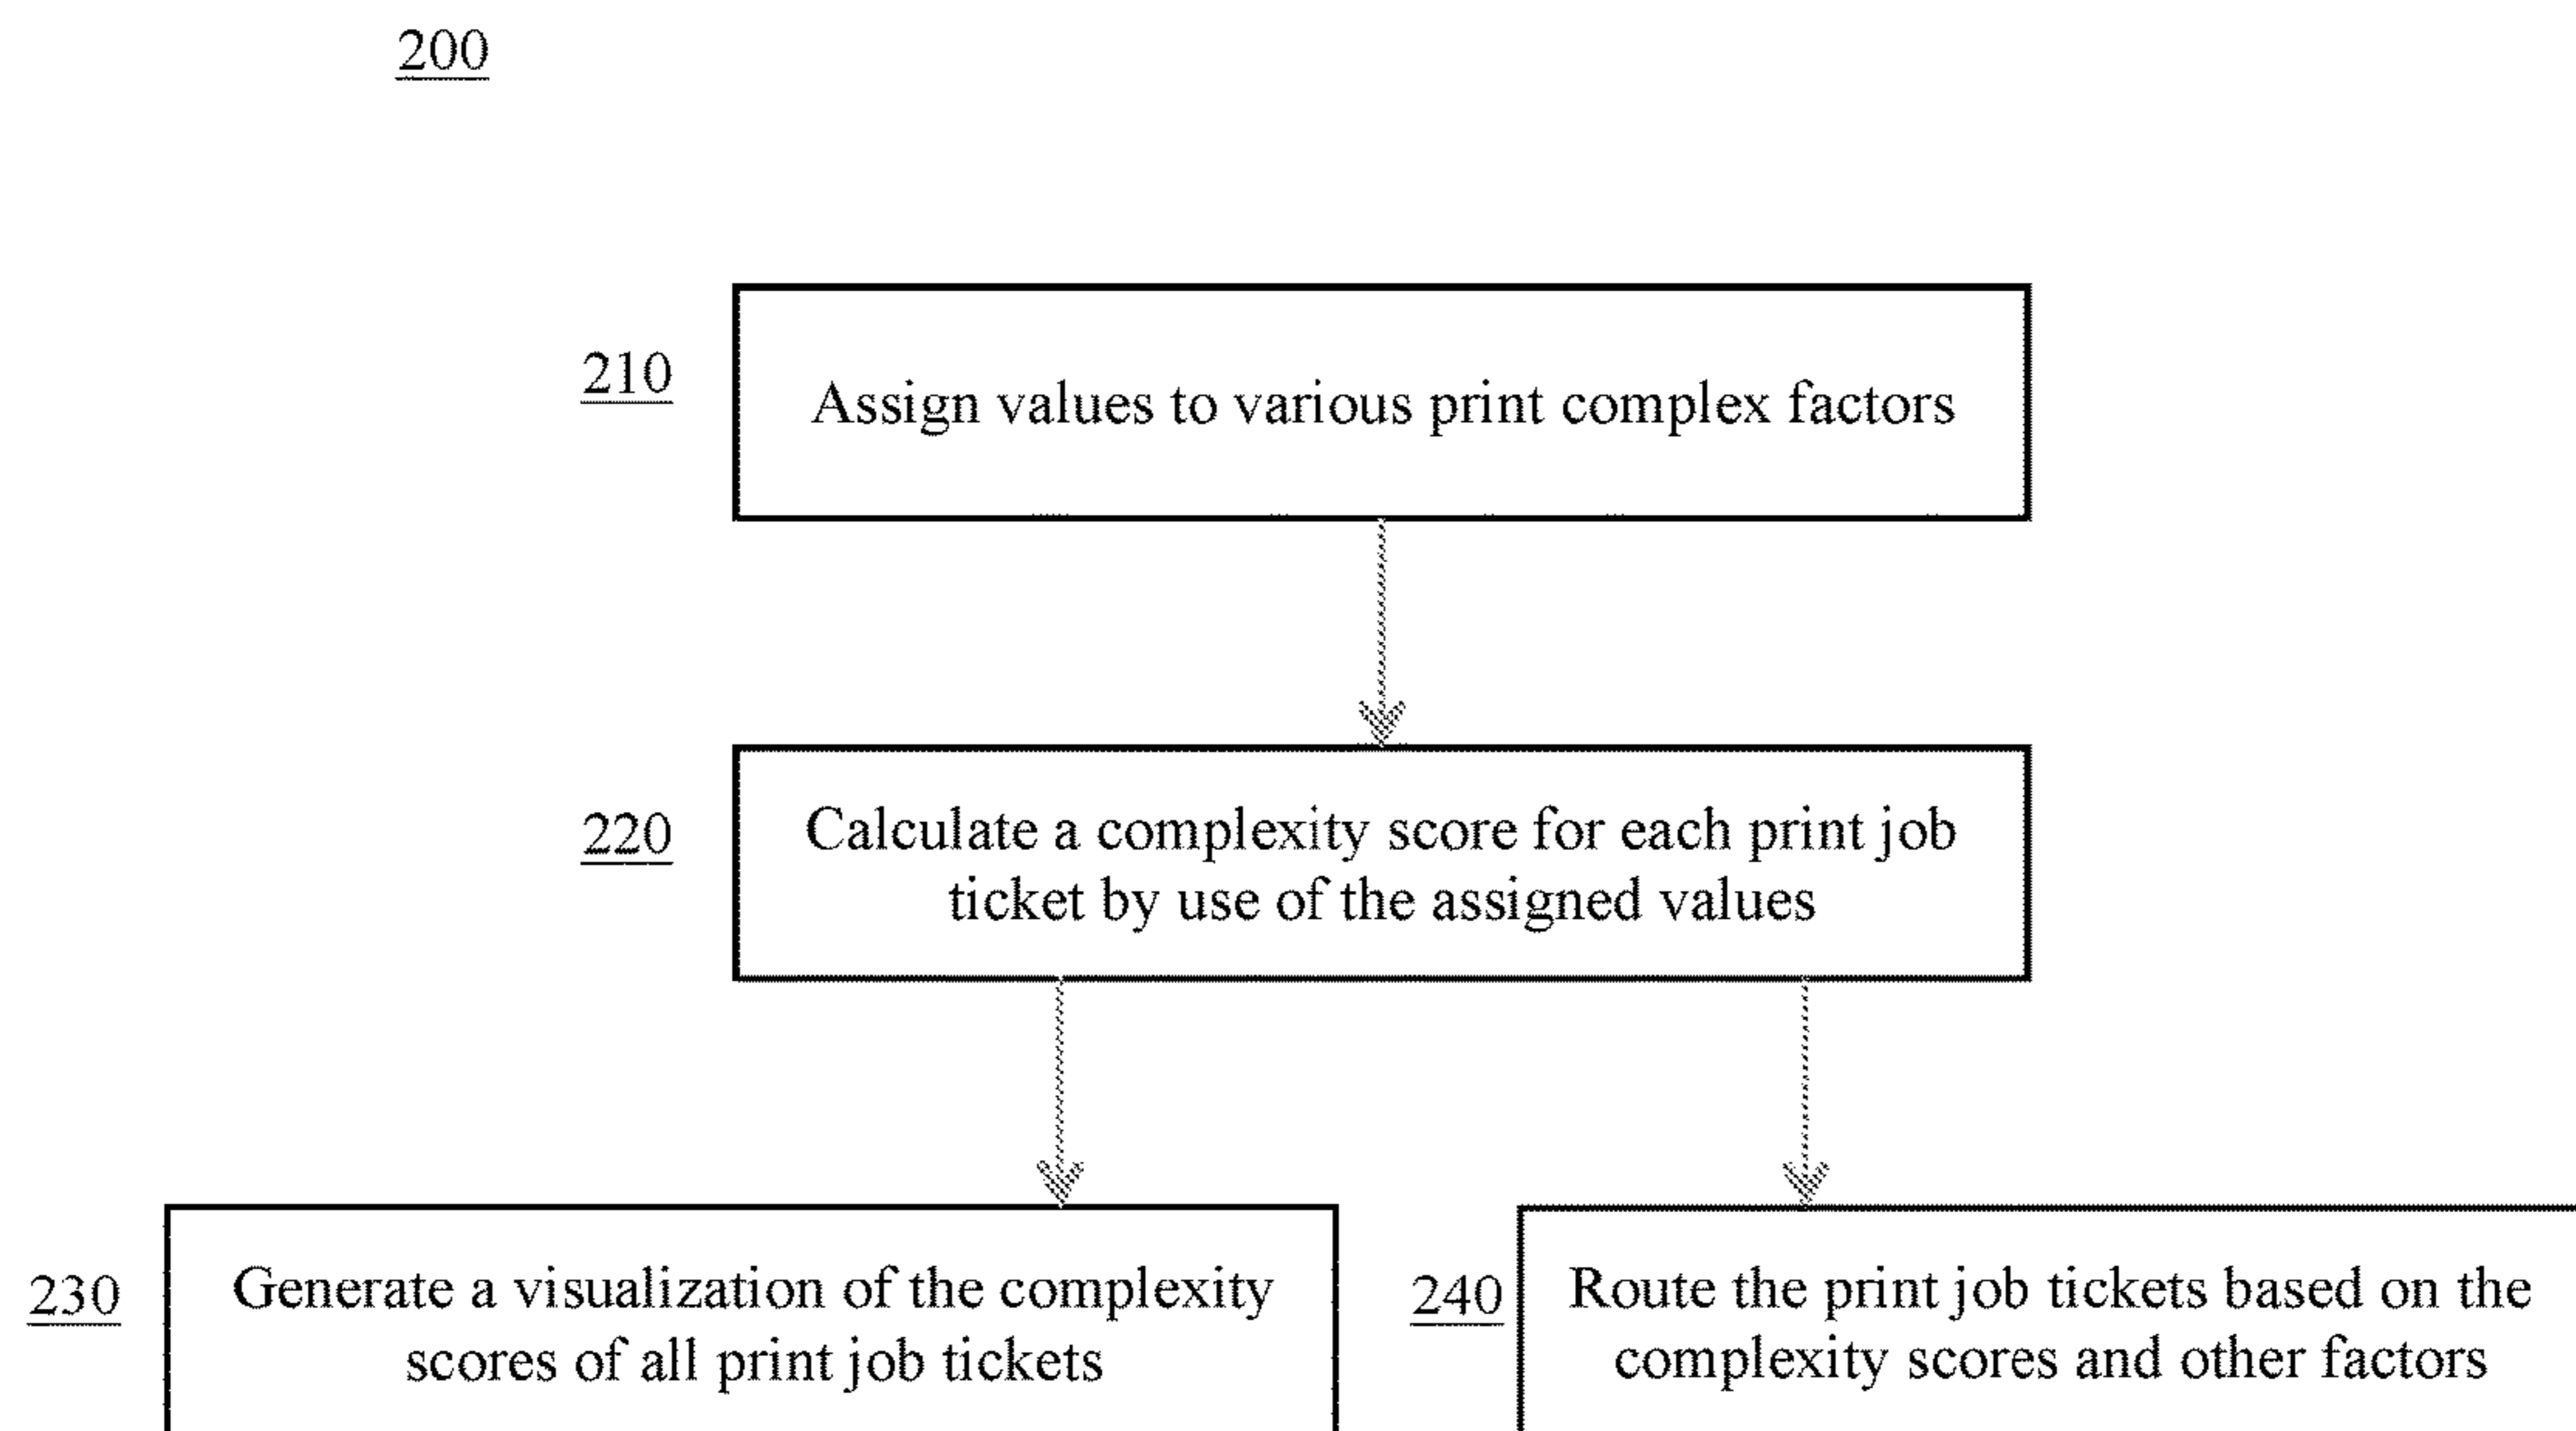 200
210
Assign values to various print complex factors
220
Calculate a complexity score for each print job
ticket by use of the assigned values
230
Generate a visualization of the complexity
scores of all print job tickets
240
Route the print job tickets based on the
complexity scores and other factors